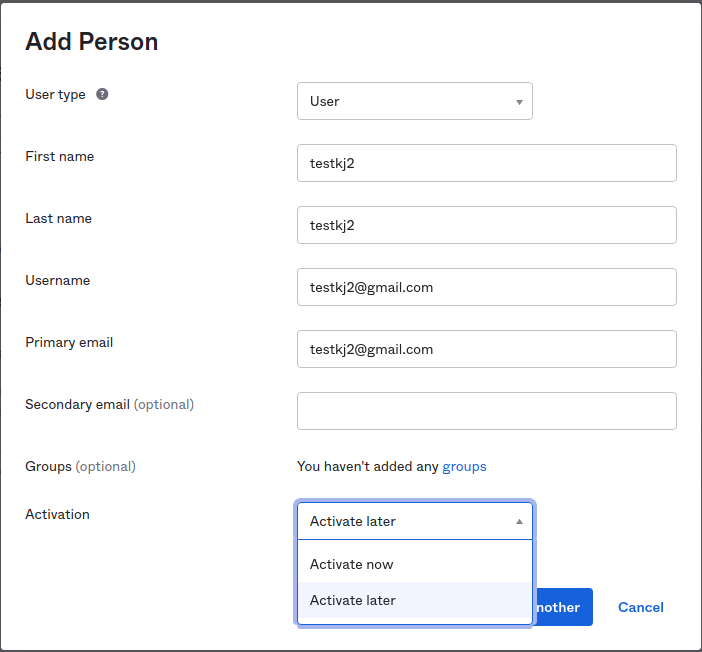 Add Person
User type ?
User
First name
testkj2
Last name
testkj2
Username
testkj2@gmail.com
Primary email
testkj2@gmail.com
Secondary email (optional)
Groups (optional)
You haven't added any groups
Activation
Activate later
Activate now
Activate later
Cancel